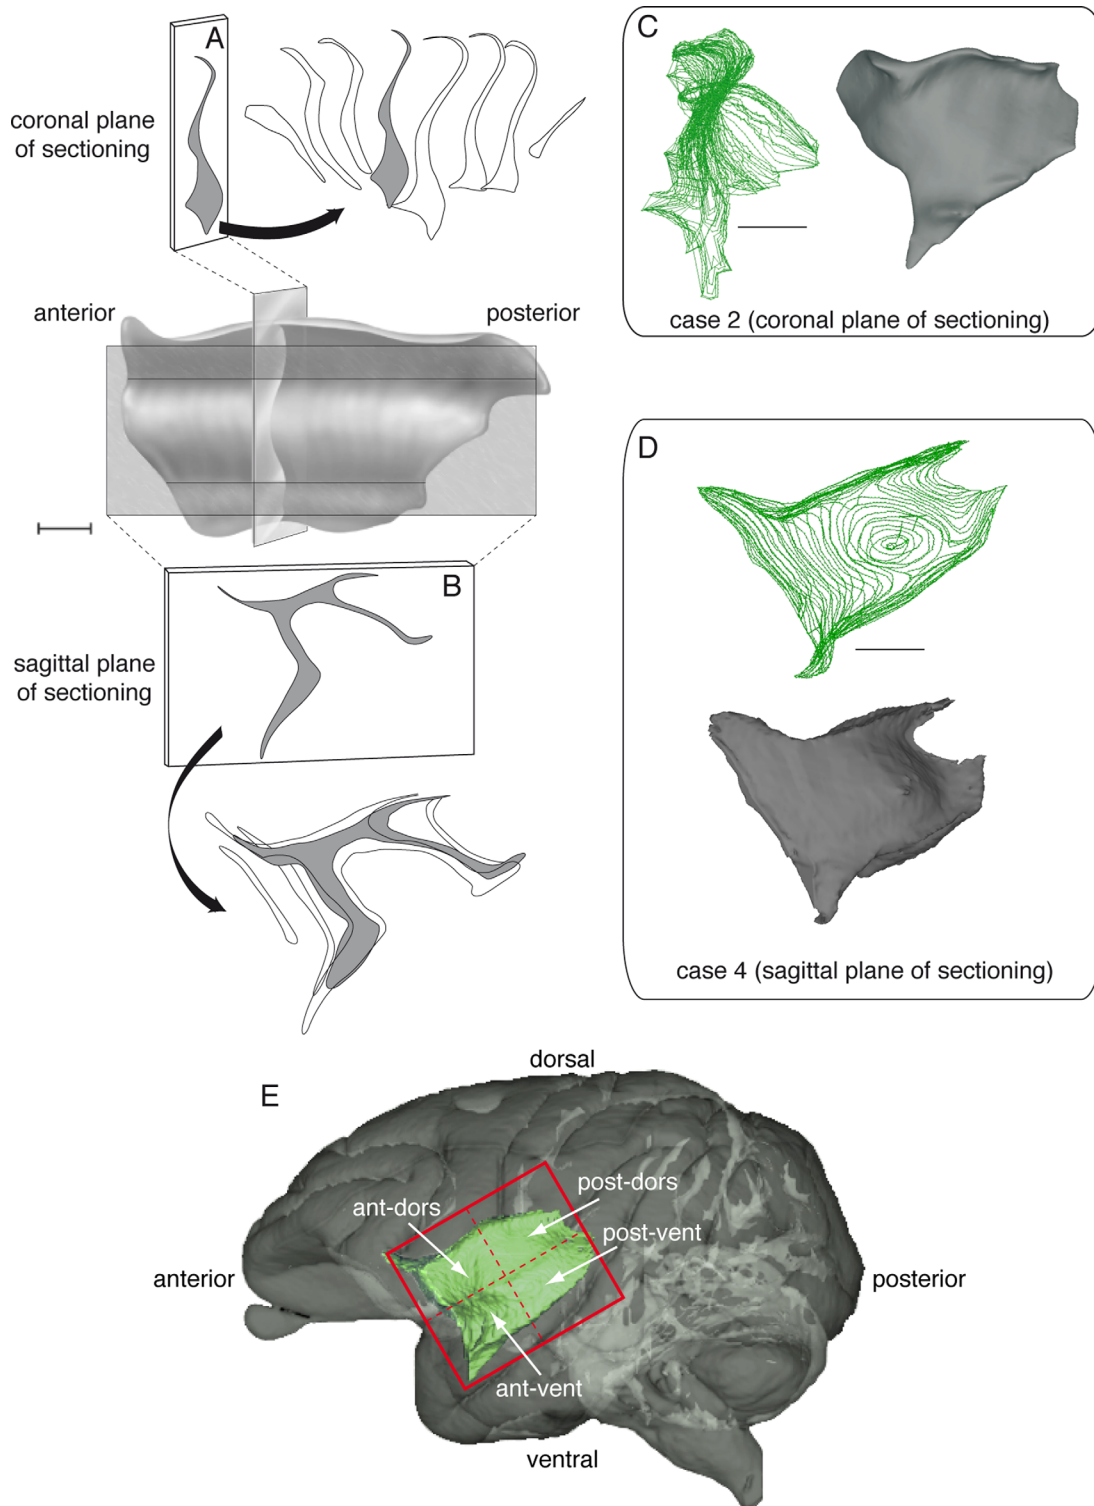 A
coronal plane
of sectioning
anterior
posterior
B
sagittal plane
of sectioning
C
case 2 (coronal plane of sectioning)
D
case 4 (sagittal plane of sectioning)
E
dorsal
post-dors
ant-dors
post-vent
anterior
posterior
ant-vent
ventral